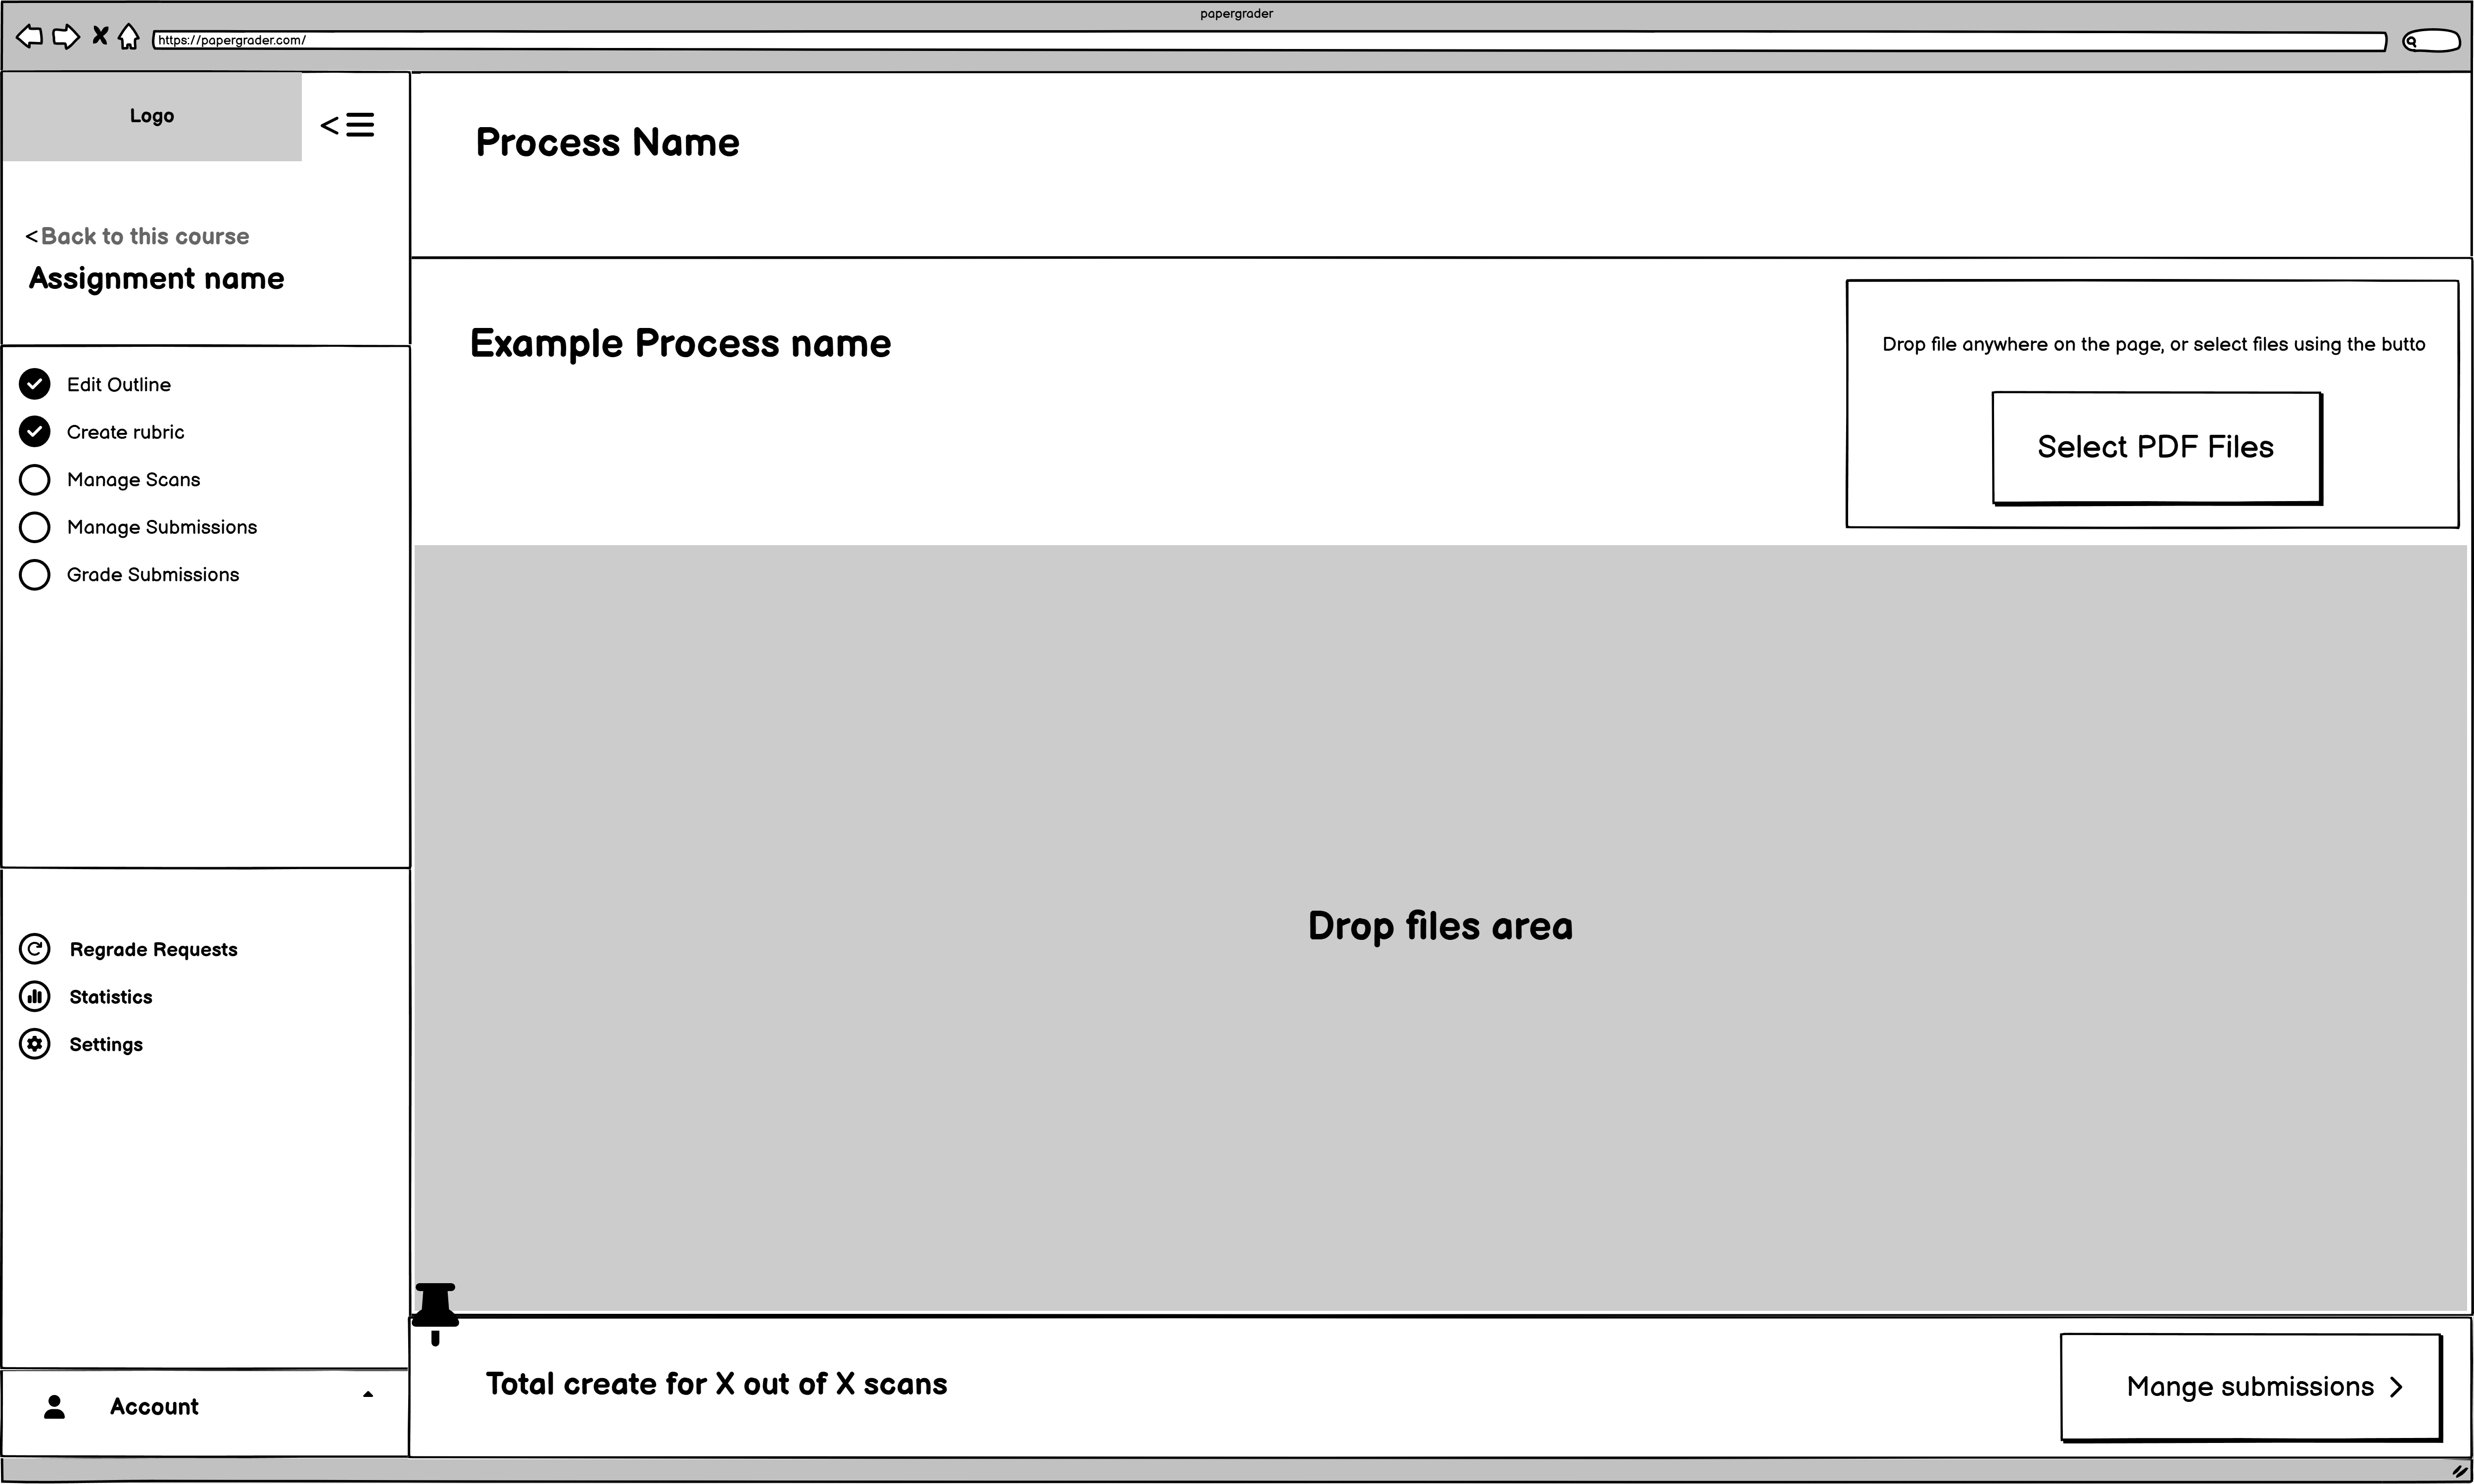 papergrader
https://papergrader.com/
Logo
<
Process Name
<Back to this course
Assignment name
Example Process name
Drop file anywhere on the page, or select files using the butto
Select PDF Files
Edit Outline
Create rubric
Manage Scans
Manage Submissions
Grade Submissions
Drop files area
Regrade Requests
Statistics
Settings
Total create for X out of X scans
Mange submissions >
Account